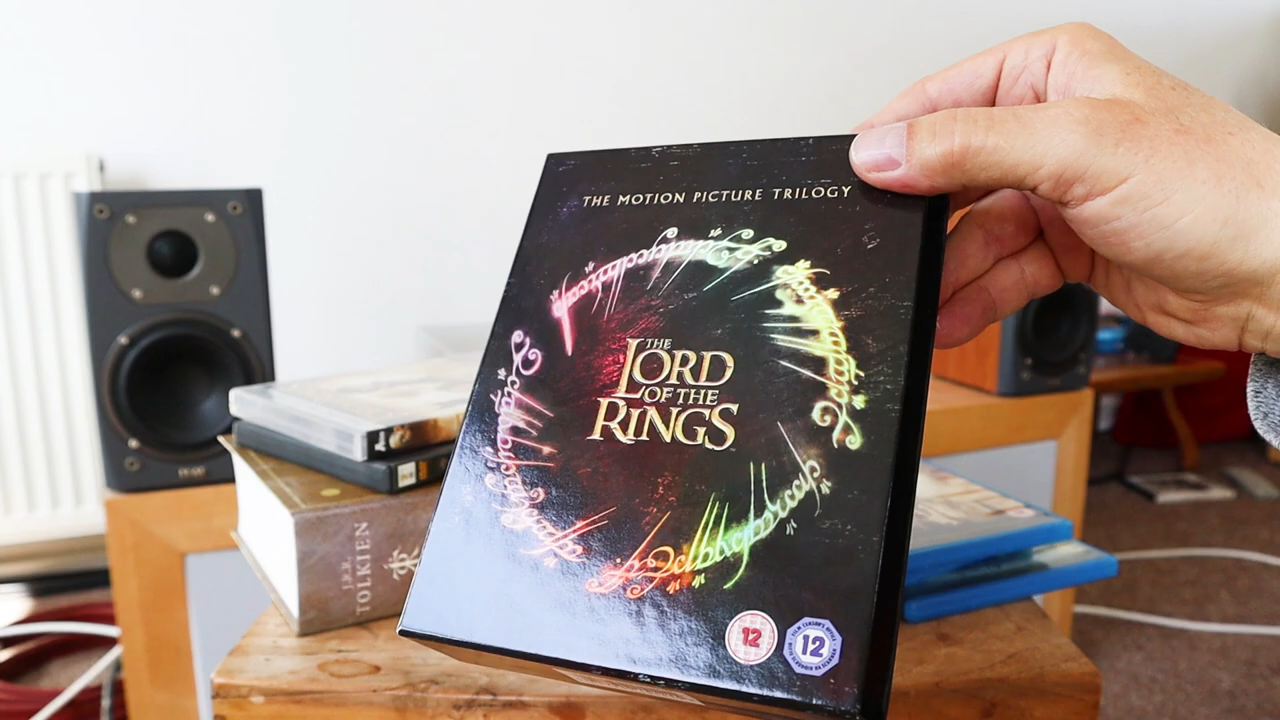 THE MOTION PICTURE TRILOGY
THE
LORD
OF THE
RINGS
12
12
J.R.R.
TOLKIEN